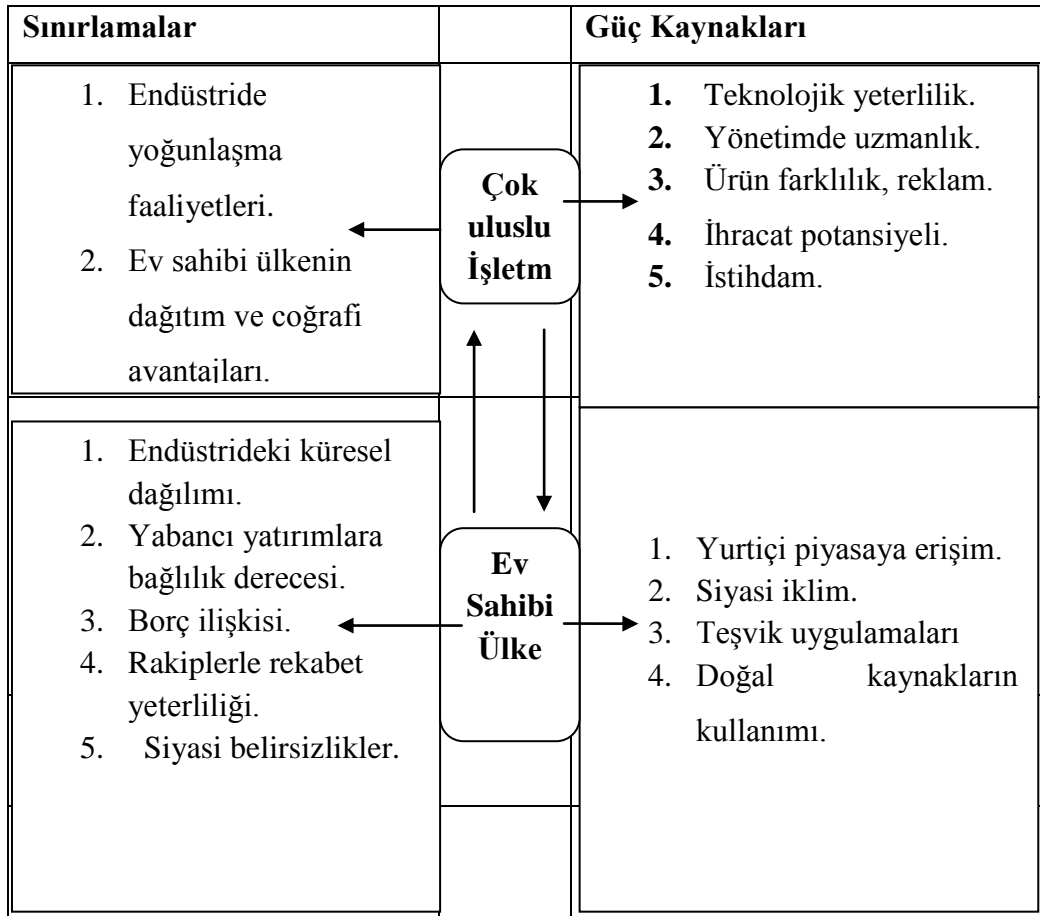 Sınırlamalar
Güç Kaynakları
1. Endüstride
yoğunlaşma
faaliyetleri.
2. Ev sahibi ülkenin
dağıtım ve coğrafi
avantajları.
Çok
uluslu
İşletm
1. Teknolojik yeterlilik.
2. Yönetimde uzmanlık.
3. Ürün farklılık, reklam.
4. İhracat potansiyeli.
5. İstihdam.
1. Endüstrideki küresel
dağılımı.
2. Yabancı yatırımlara
bağlılık derecesi.
3. Borç ilişkisi.
4. Rakiplerle rekabet
yeterliliği.
5. Siyasi belirsizlikler.
Ev
Sahibi
Ülke
1. Yurtiçi piyasaya erişim.
2. Siyasi iklim.
3. Teşvik uygulamaları
4. Doğal kaynakların
kullanımı.